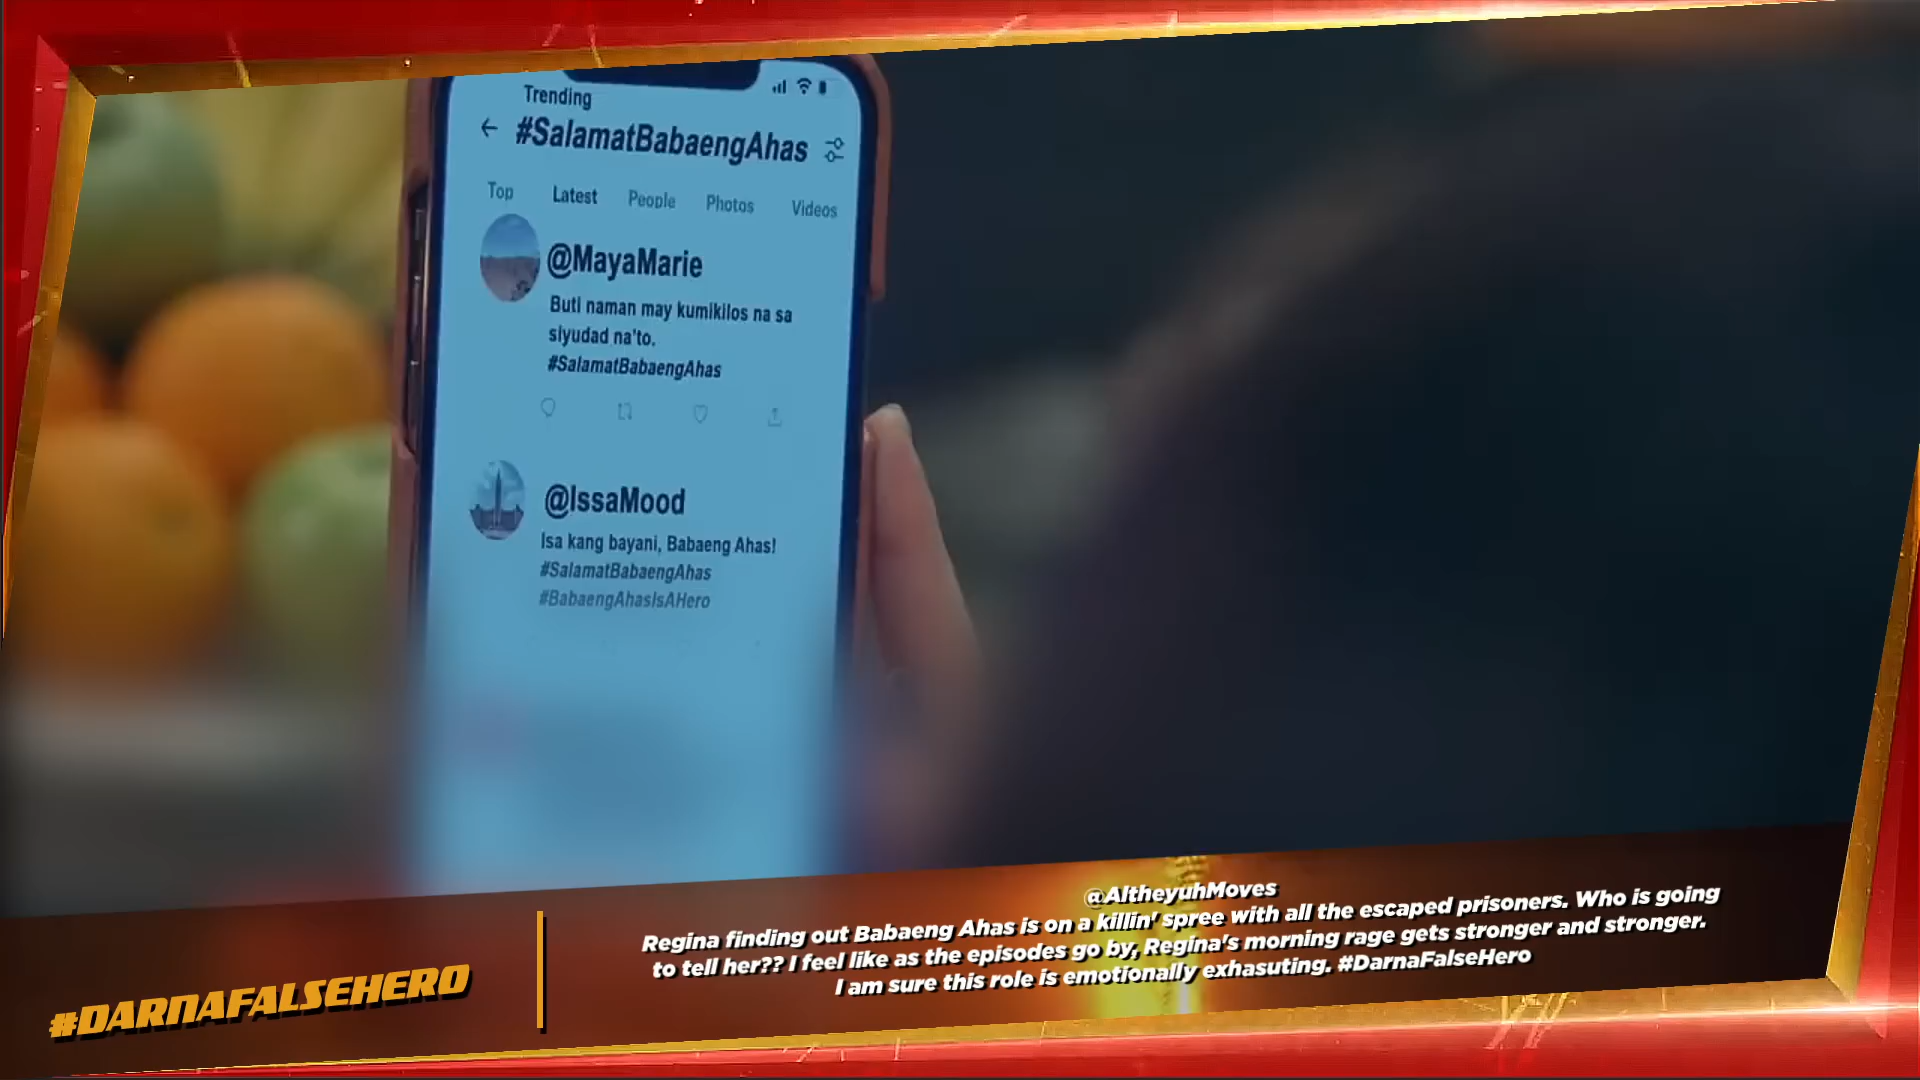 Trending
#SalamatBabaengAhas
Top Latest People Photos Videos
@MayaMarie
Buti naman may kumikilos na sa
siyudad na'to.
#SalamatBabaengAhas
@IssaMood
Isa kang bayani, Babaeng Ahas!
#SalamatBabaengAhas
#BabaengAhasIsAHero
@AltheyuhMoves
Regina finding out Babaeng Ahas is on a killin' spree with all the escaped prisoners. Who is going
to tell her?? I feel like as the episodes go by, Regina's morning rage gets stronger and stronger.
I am sure this role is emotionally exhasuting. #DarnaFalseHero
#DARNAFALSEHERO